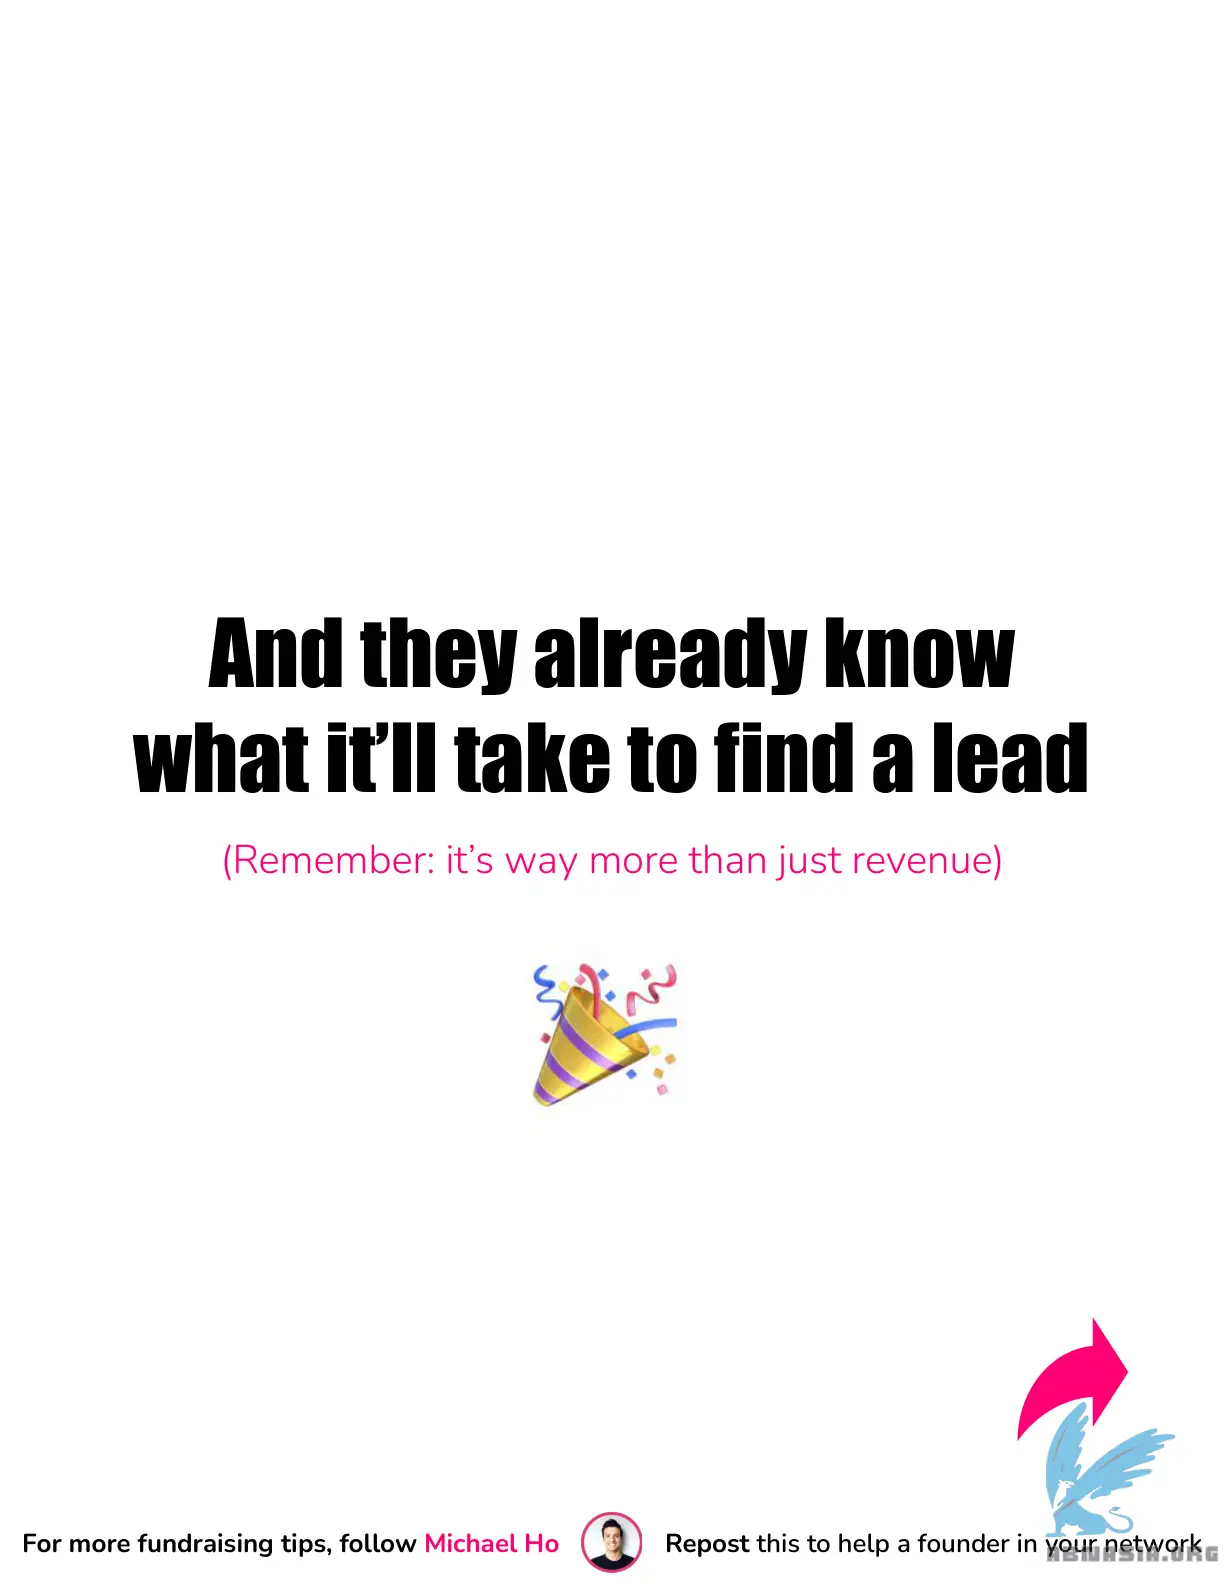 And they already know
what it’ll take to find a lead
(Remember: it’s way more than just revenue)
For more fundraising tips, follow Michael Ho
Repost this to help a founder in your network
ABMASIA.ORG